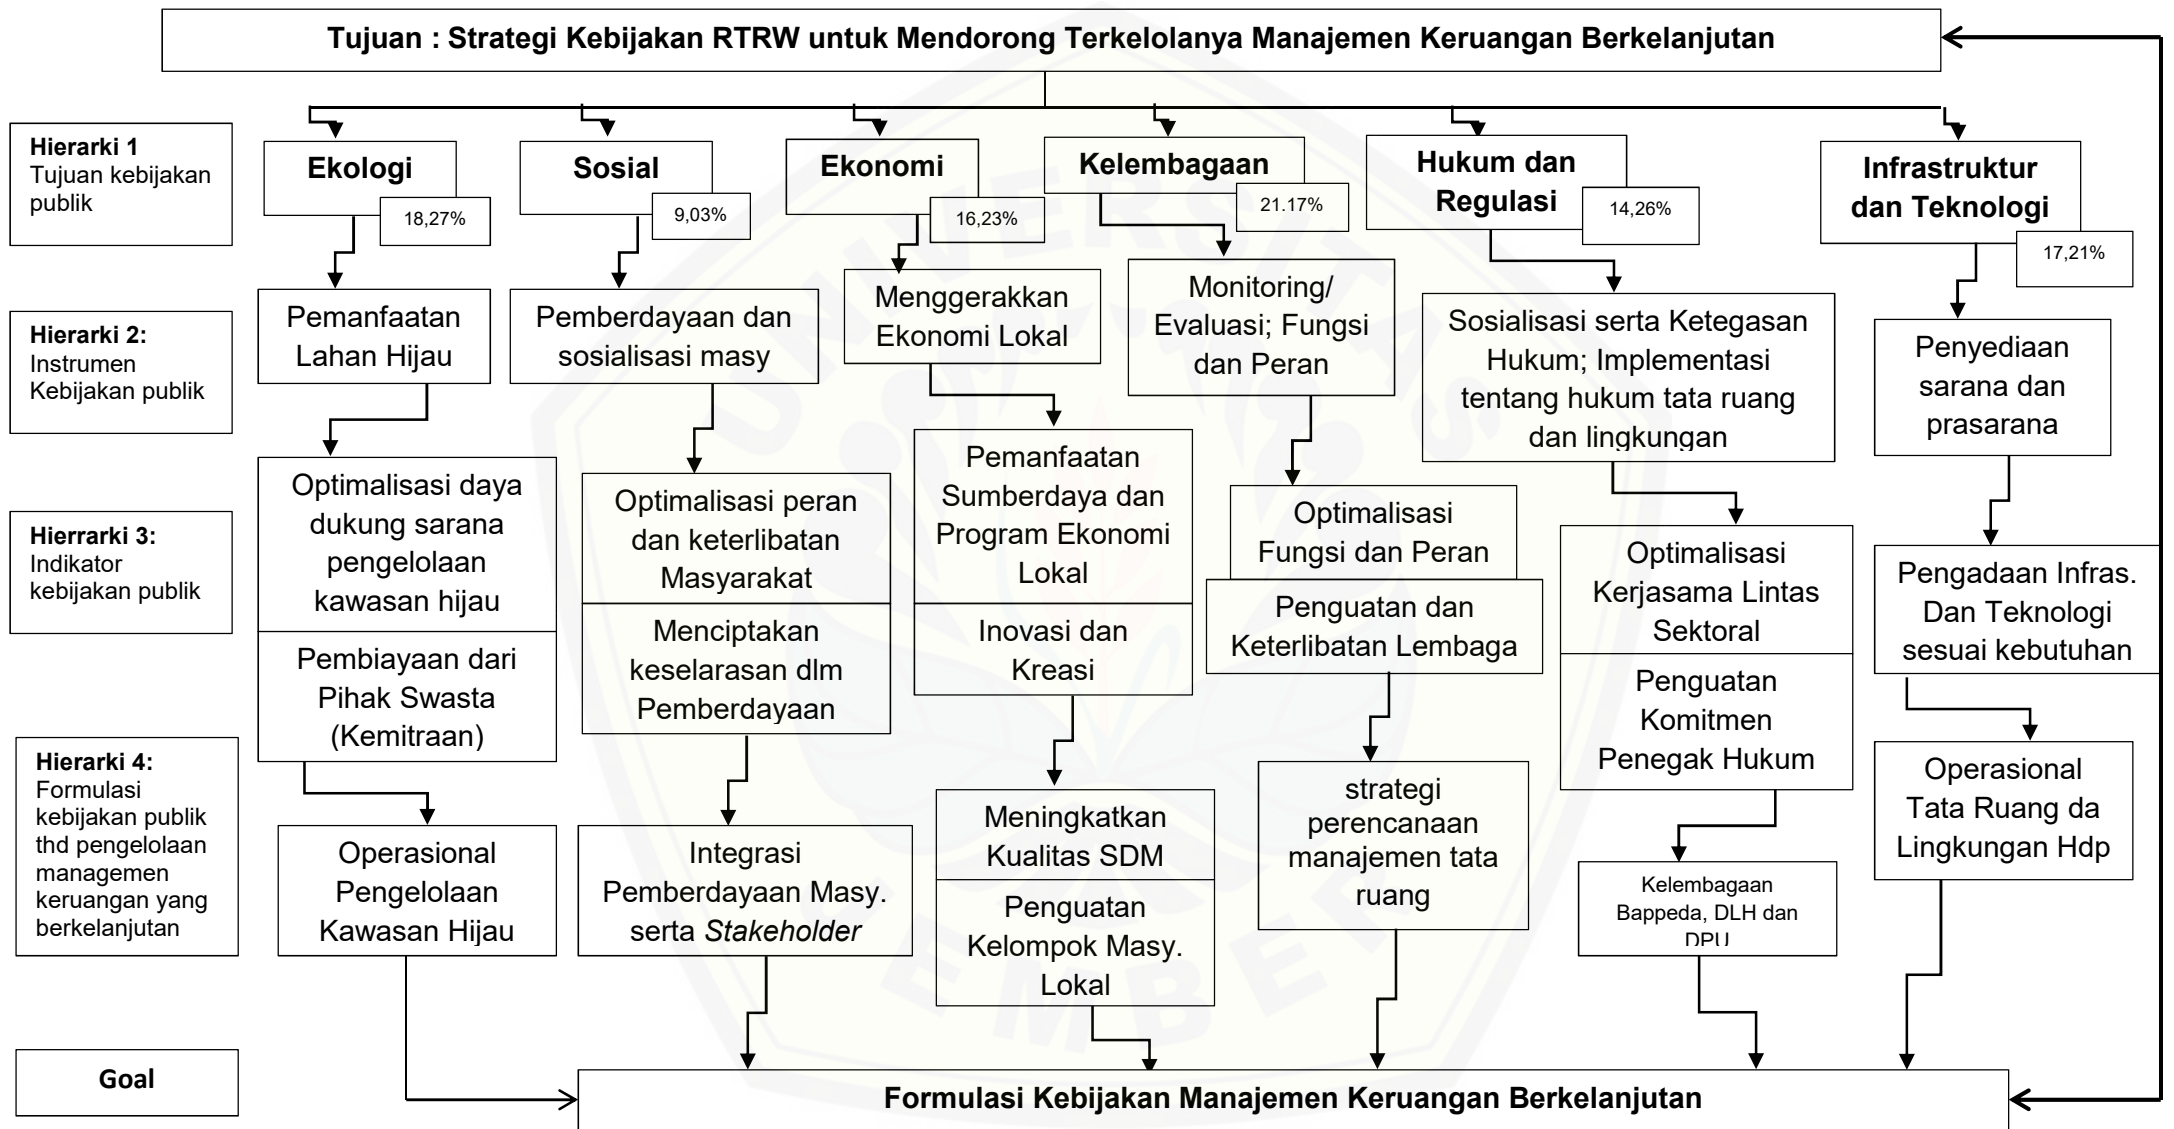 Tujuan : Strategi Kebijakan RTRW untuk Mendorong Terkelolanya Manajemen Keruangan Berkelanjutan
Hierarki 1
Tujuan kebijakan
publik
Ekologi
18,27%
Sosial
9,03%
Ekonomi
16,23%
Kelembagaan
21.17%
Hukum dan
Regulasi
14,26%
Infrastruktur
dan Teknologi
17,21%
Hierarki 2:
Instrumen
Kebijakan publik
Pemanfaatan
Lahan Hijau
Pemberdayaan dan
sosialisasi masy
Menggerakkan
Ekonomi Lokal
Monitoring/
Evaluasi; Fungsi
dan Peran
Sosialisasi serta Ketegasan
Hukum; Implementasi
tentang hukum tata ruang
dan lingkungan
Penyediaan
sarana dan
prasarana
Hierrarki 3:
Indikator
kebijakan publik
Optimalisasi daya
dukung sarana
pengelolaan
kawasan hijau
Pembiayaan dari
Pihak Swasta
(Kemitraan)
Optimalisasi peran
dan keterlibatan
Masyarakat
Menciptakan
keselarasan dlm
Pemberdayaan
Pemanfaatan
Sumberdaya dan
Program Ekonomi
Lokal
Inovasi dan
Kreasi
Optimalisasi
Fungsi dan Peran
Penguatan dan
Keterlibatan Lembaga
Optimalisasi
Kerjasama Lintas
Sektoral
Penguatan
Komitmen
Penegak Hukum
Pengadaan Infras.
Dan Teknologi
sesuai kebutuhan
Hierarki 4:
Formulasi
kebijakan publik
thd pengelolaan
managemen
keruangan yang
berkelanjutan
Operasional
Pengelolaan
Kawasan Hijau
Integrasi
Pemberdayaan Masy.
serta Stakeholder
Meningkatkan
Kualitas SDM
Penguatan
Kelompok Masy.
Lokal
strategi
perencanaan
manajemen tata
ruang
Kelembagaan
Bappeda, DLH dan
DPU
Operasional
Tata Ruang da
Lingkungan Hdp
Goal
Formulasi Kebijakan Manajemen Keruangan Berkelanjutan
UNIVERSITAS
JEMBER